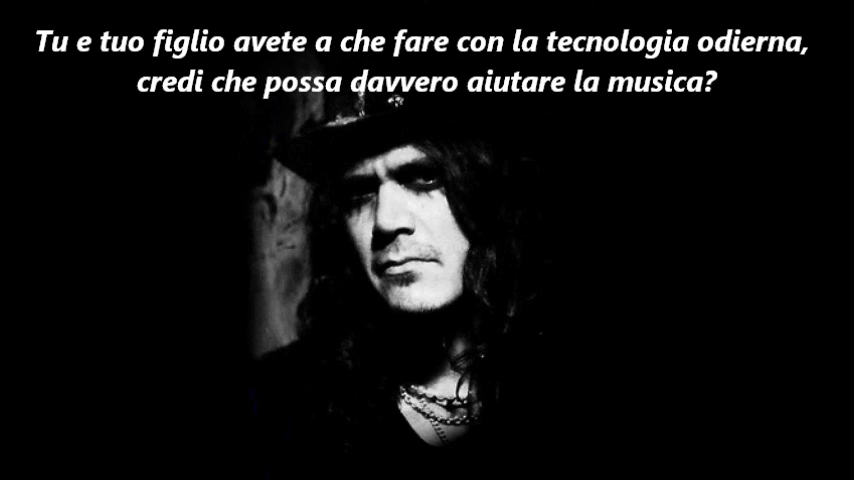 Tu e tuo figlio avete a che fare con la tecnologia odierna,
credi che possa davvero aiutare la musica?